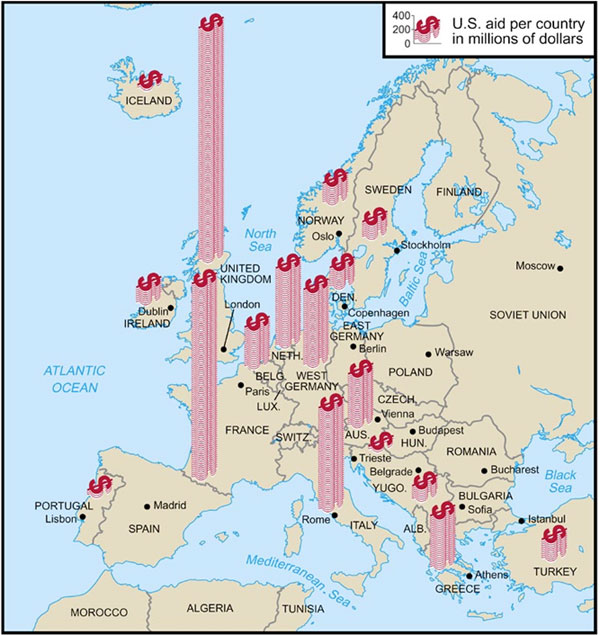 400
200
0
U.S. aid per country
in millions of dollars
ICELAND
SWEDEN
FINLAND
NORWAY
Oslo
North
Sea
Stockholm
Moscow
UNITED
KINGDOM
Baltic Sea
DEN.
Copenhagen
London
Dublin
IRELAND
SOVIET UNION
EAST
GERMANY
Berlin
Warsaw
NETH.
ATLANTIC
OCEAN
BELG.
WEST
GERMANY
POLAND
Paris
LUX.
CZECH.
Vienna
FRANCE
SWITZ.
AUS.
Budapest
HUN.
ROMANIA
Trieste
Belgrade
Bucharest
Black
Sea
YUGO.
BULGARIA
Sofia
PORTUGAL
Lisbon
Madrid
SPAIN
Rome
ITALY
ALB.
Istanbul
Mediterranean Sea
Athens
GREECE
TURKEY
MOROCCO
ALGERIA
TUNISIA